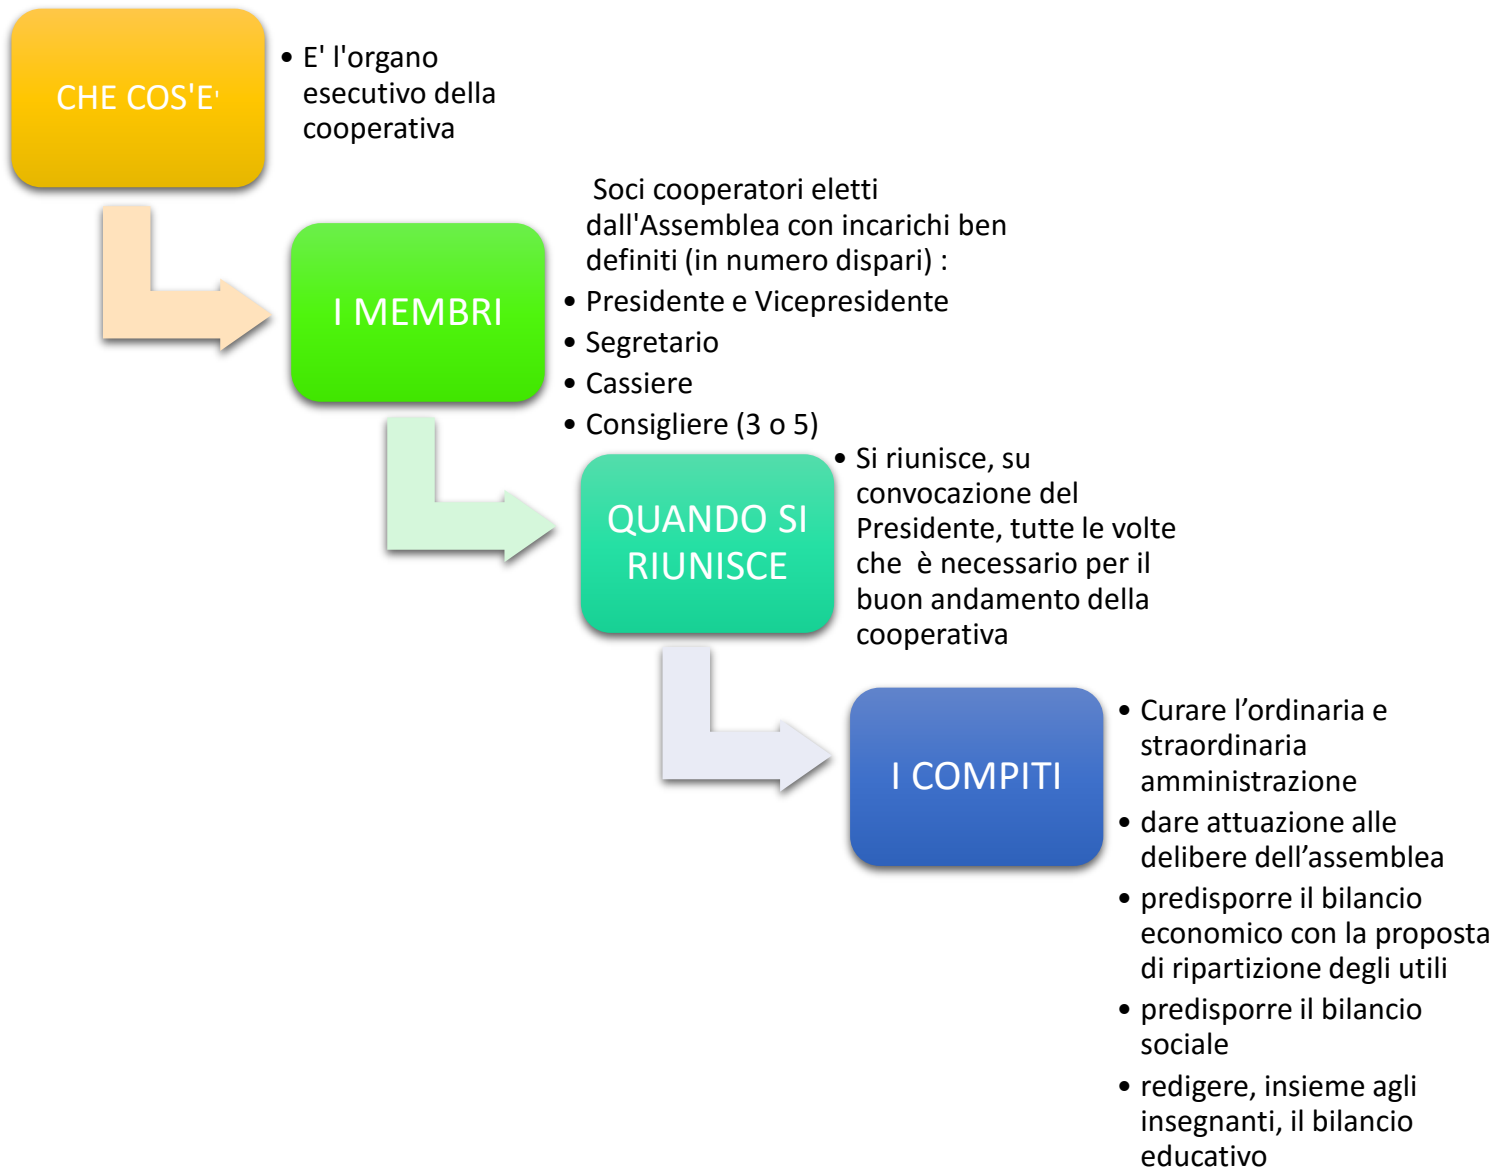 CHE COS'E'
• E' l'organo
esecutivo della
cooperativa
I MEMBRI
Soci cooperatori eletti
dall'Assemblea con incarichi ben
definiti (in numero dispari) :
• Presidente e Vicepresidente
• Segretario
• Cassiere
• Consigliere (3 o 5)
QUANDO SI
RIUNISCE
• Si riunisce, su
convocazione del
Presidente, tutte le volte
che è necessario per il
buon andamento della
cooperativa
I COMPITI
• Curare l’ordinaria e
straordinaria
amministrazione
• dare attuazione alle
delibere dell’assemblea
• predisporre il bilancio
economico con la proposta
di ripartizione degli utili
• predisporre il bilancio
sociale
• redigere, insieme agli
insegnanti, il bilancio
educativo